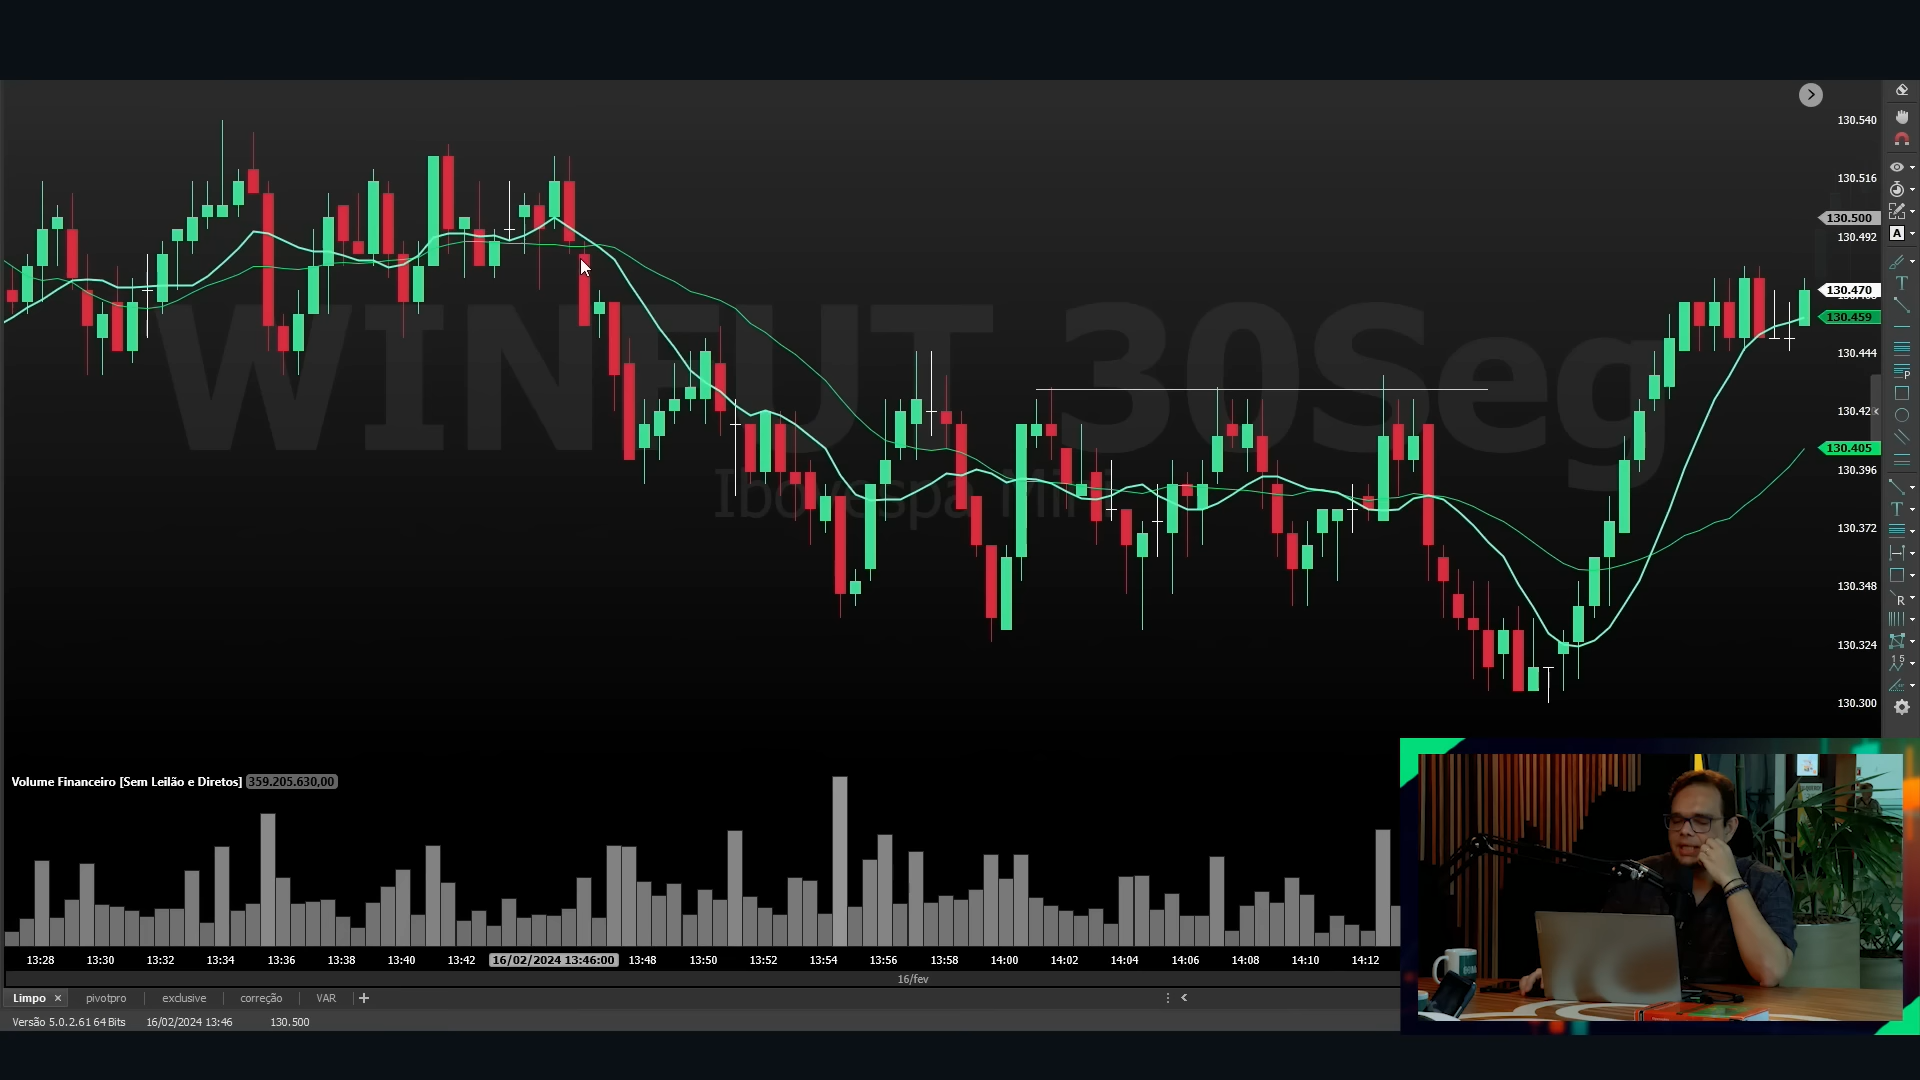 WINFUT 30Seg
Ibovespa Mini
130.540
130.516
130.500
130.492
130.470
130.459
130.444
130.42
130.405
130.396
130.372
130.348
130.324
130.300
Volume Financeiro [Sem Leilão e Diretos] 359.205.630,00
13:28 13:30 13:32 13:34 13:36 13:38 13:40 13:42 16/02/2024 13:46:00 13:48 13:50 13:52 13:54 13:56 13:58 14:00 14:02 14:04 14:06 14:08 14:10 14:12
16/fev
Limpo × pivotpro exclusive correção VAR +
Versão 5.0.2.61 64 Bits 16/02/2024 13:46 130.500